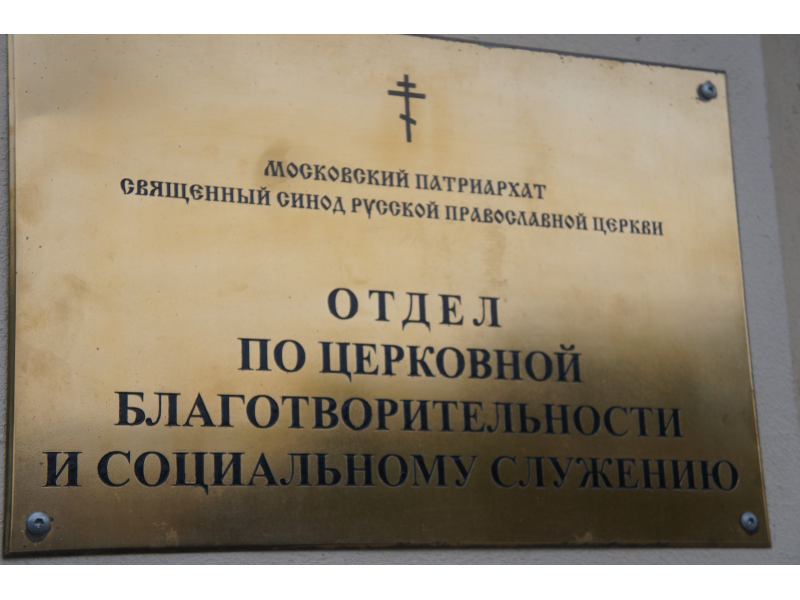 МОСКОВСКИЙ ПАТРИАРХАТ
СВЯЩЕННЫЙ СИНОД РУССКОЙ ПРАВОСЛАВНОЙ ЦЕРКВИ
ОТДЕЛ
ПО ЦЕРКОВНОЙ
БЛАГОТВОРИТЕЛЬНОСТИ
И СОЦИАЛЬНОМУ СЛУЖЕНИЮ